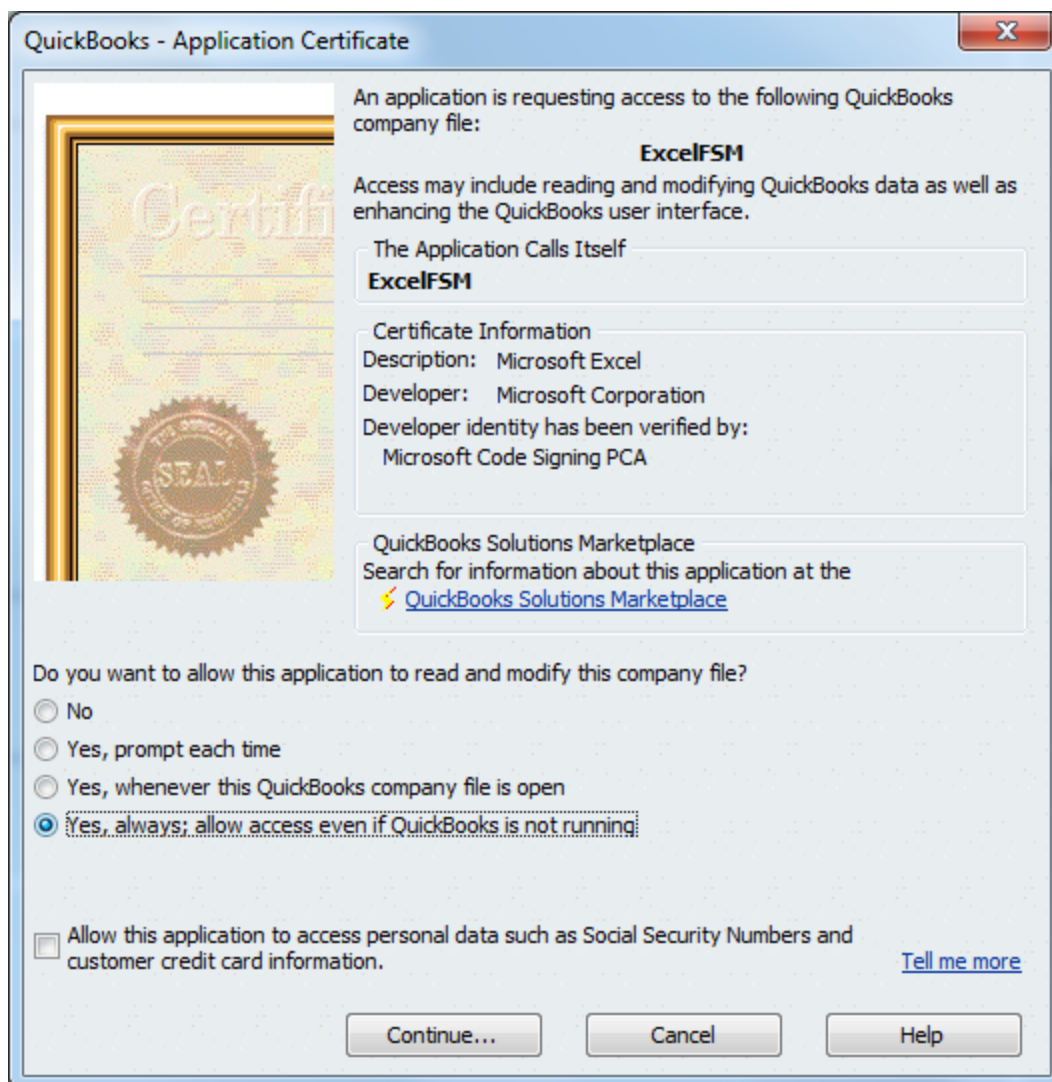 QuickBooks - Application Certificate
An application is requesting access to the following QuickBooks
company file:
ExcelFSM
Access may include reading and modifying QuickBooks data as well as
enhancing the QuickBooks user interface.
The Application Calls Itself
ExcelFSM
Certificate Information
Description: Microsoft Excel
Developer: Microsoft Corporation
Developer identity has been verified by:
Microsoft Code Signing PCA
QuickBooks Solutions Marketplace
Search for information about this application at the
QuickBooks Solutions Marketplace
Certifi
THE OFFICIAL
SEAL
Do you want to allow this application to read and modify this company file?
No
Yes, prompt each time
Yes, whenever this QuickBooks company file is open
Yes, always; allow access even if QuickBooks is not running
Allow this application to access personal data such as Social Security Numbers and
customer credit card information.
Tell me more
Continue...
Cancel
Help